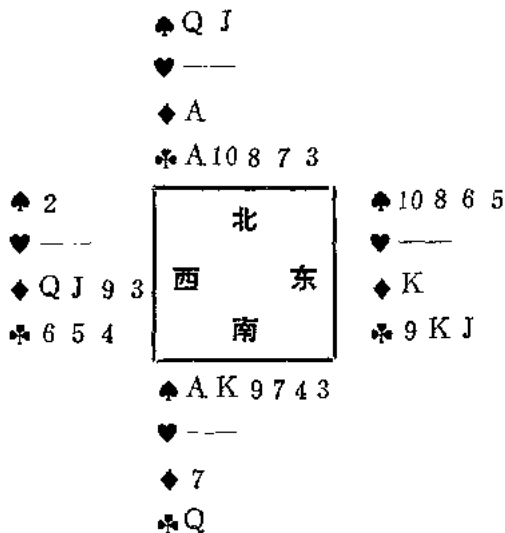 ♠ Q J
♥ ——
♦ A
♣ A 10 8 7 3
♠ 2
♥ ——
♦ Q J 9 3
♣ 6 5 4
北
西 东
南
♠ 10 8 6 5
♥ ——
♦ K
♣ 9 K J
♠ A K 9 7 4 3
♥ ——
♦ 7
♣ Q